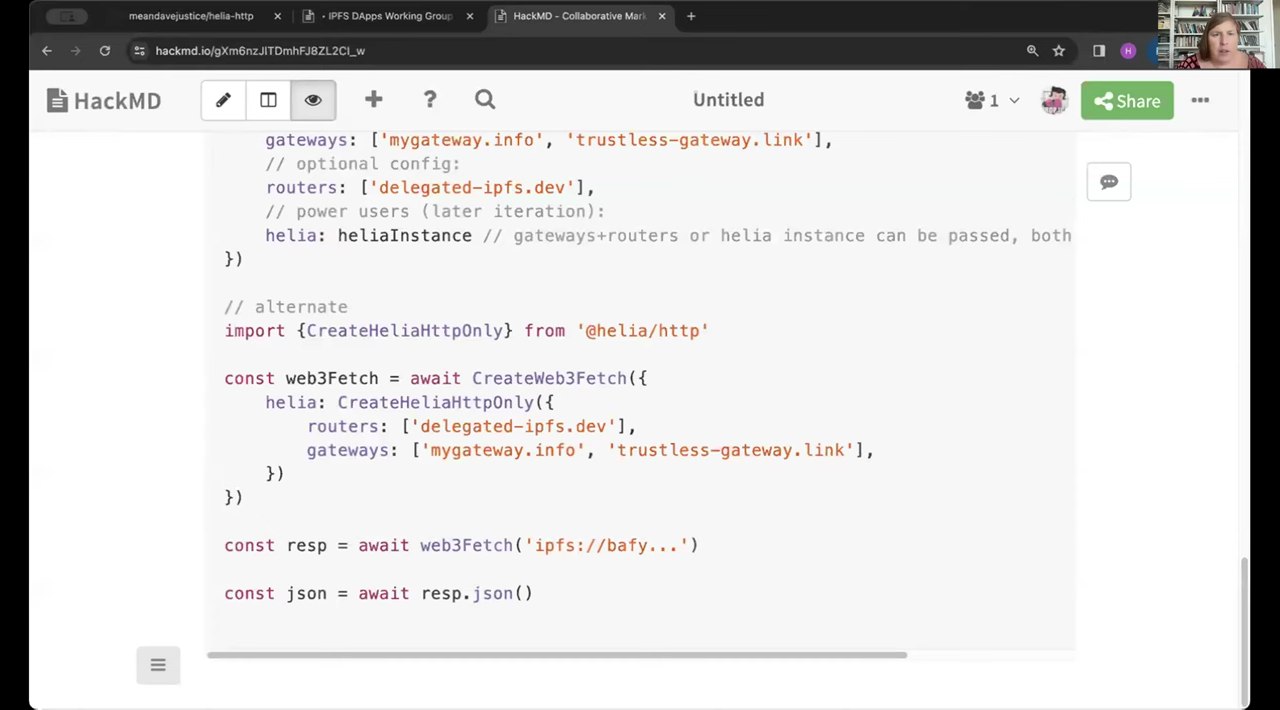 meandavejustice/helia-http
· IPFS DApps Working Group
HackMD - Collaborative Mark
hackmd.io/gXm6nzJITDmhFJ8ZL2CI_w
H
HackMD
Untitled
1
Share
gateways: ['mygateway.info', 'trustless-gateway.link'],
// optional config:
routers: ['delegated-ipfs.dev'],
// power users (later iteration):
helia: heliaInstance // gateways+routers or helia instance can be passed, both
})
// alternate
import {CreateHeliaHttpOnly} from '@helia/http'
const web3Fetch = await CreateWeb3Fetch({
helia: CreateHeliaHttpOnly({
routers: ['delegated-ipfs.dev'],
gateways: ['mygateway.info', 'trustless-gateway.link'],
})
})
const resp = await web3Fetch('ipfs://bafy...')
const json = await resp.json()